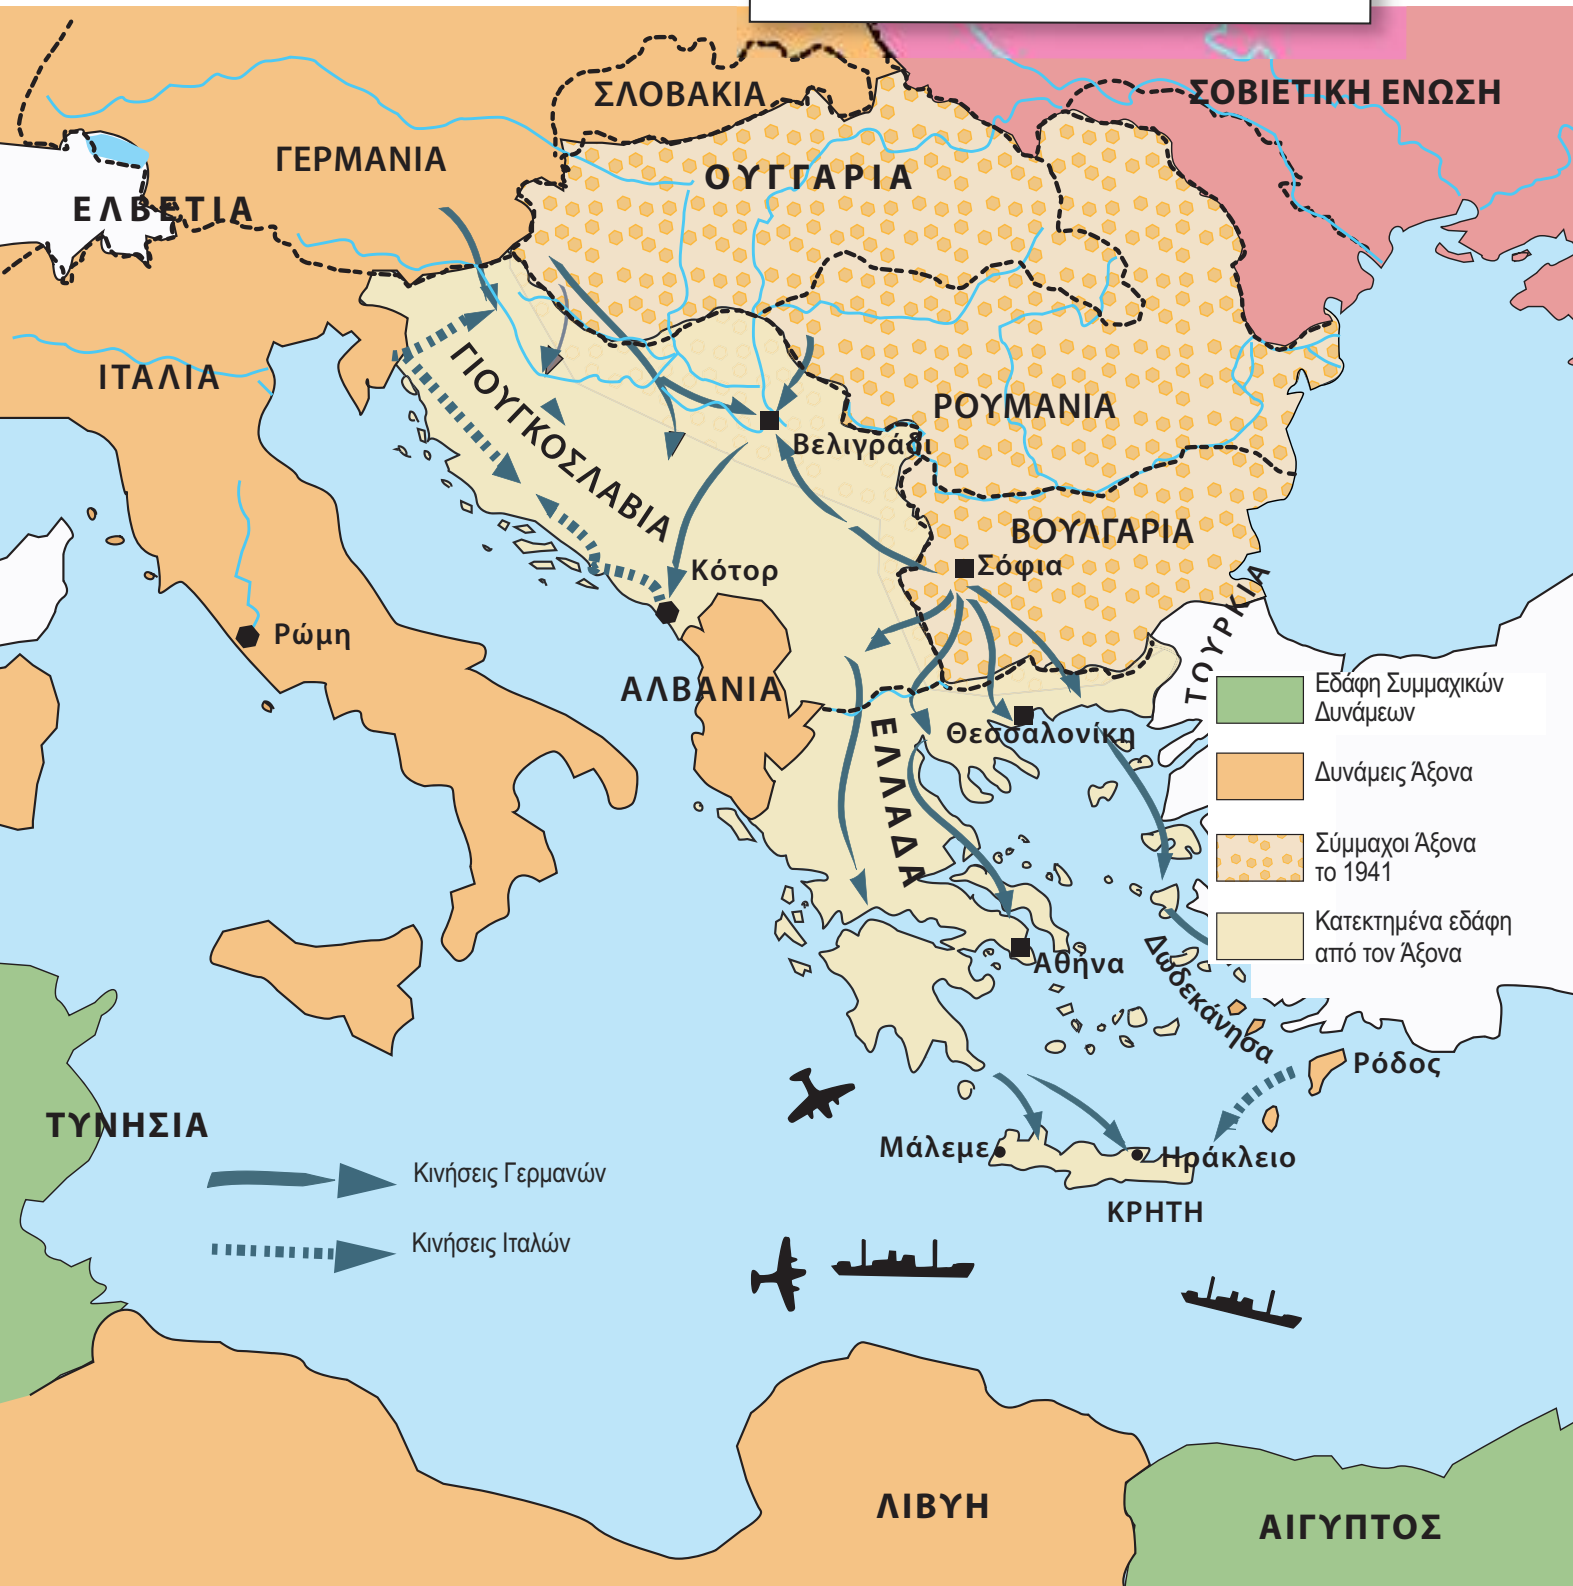 ΣΛΟΒΑΚΙΑ
ΣΟΒΙΕΤΙΚΗ ΕΝΩΣΗ
ΓΕΡΜΑΝΙΑ
ΟΥΓΓΑΡΙΑ
ΕΛΒΕΤΙΑ
ΙΤΑΛΙΑ
ΓΙΟΥΓΚΟΣΛΑΒΙΑ
ΡΟΥΜΑΝΙΑ
Βελιγράδι
ΒΟΥΛΓΑΡΙΑ
Σόφια
Κότορ
Ρώμη
ΤΟΥΡΚΙΑ
ΑΛΒΑΝΙΑ
ΕΛΛΑΔΑ
Θεσσαλονίκη
Εδάφη Συμμαχικών
Δυνάμεων
Δυνάμεις Άξονα
Σύμμαχοι Άξονα
το 1941
Κατεκτημένα εδάφη
από τον Άξονα
Αθήνα
Δωδεκάνησα
Ρόδος
ΤΥΝΗΣΙΑ
Μάλεμε
Ηράκλειο
ΚΡΗΤΗ
Κινήσεις Γερμανών
Κινήσεις Ιταλών
ΛΙΒΥΗ
ΑΙΓΥΠΤΟΣ